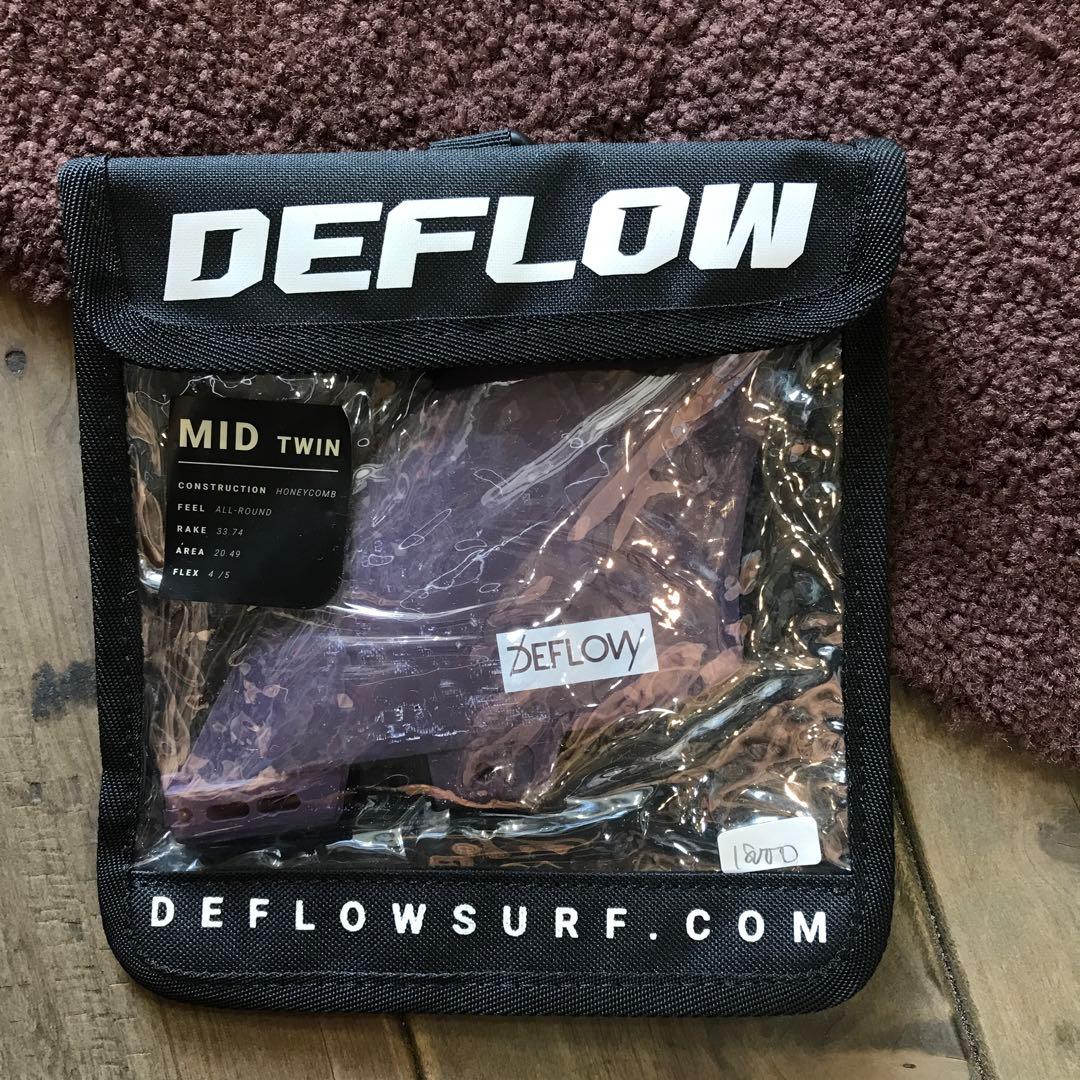 DEFLOW
MID TWIN
CONSTRUCTION HONEYCOMB
FEEL ALL-ROUND
RAKE 33.74
AREA 20.49
FLEX 4 /5
DEFLOW
DEFLOWSURF.COM